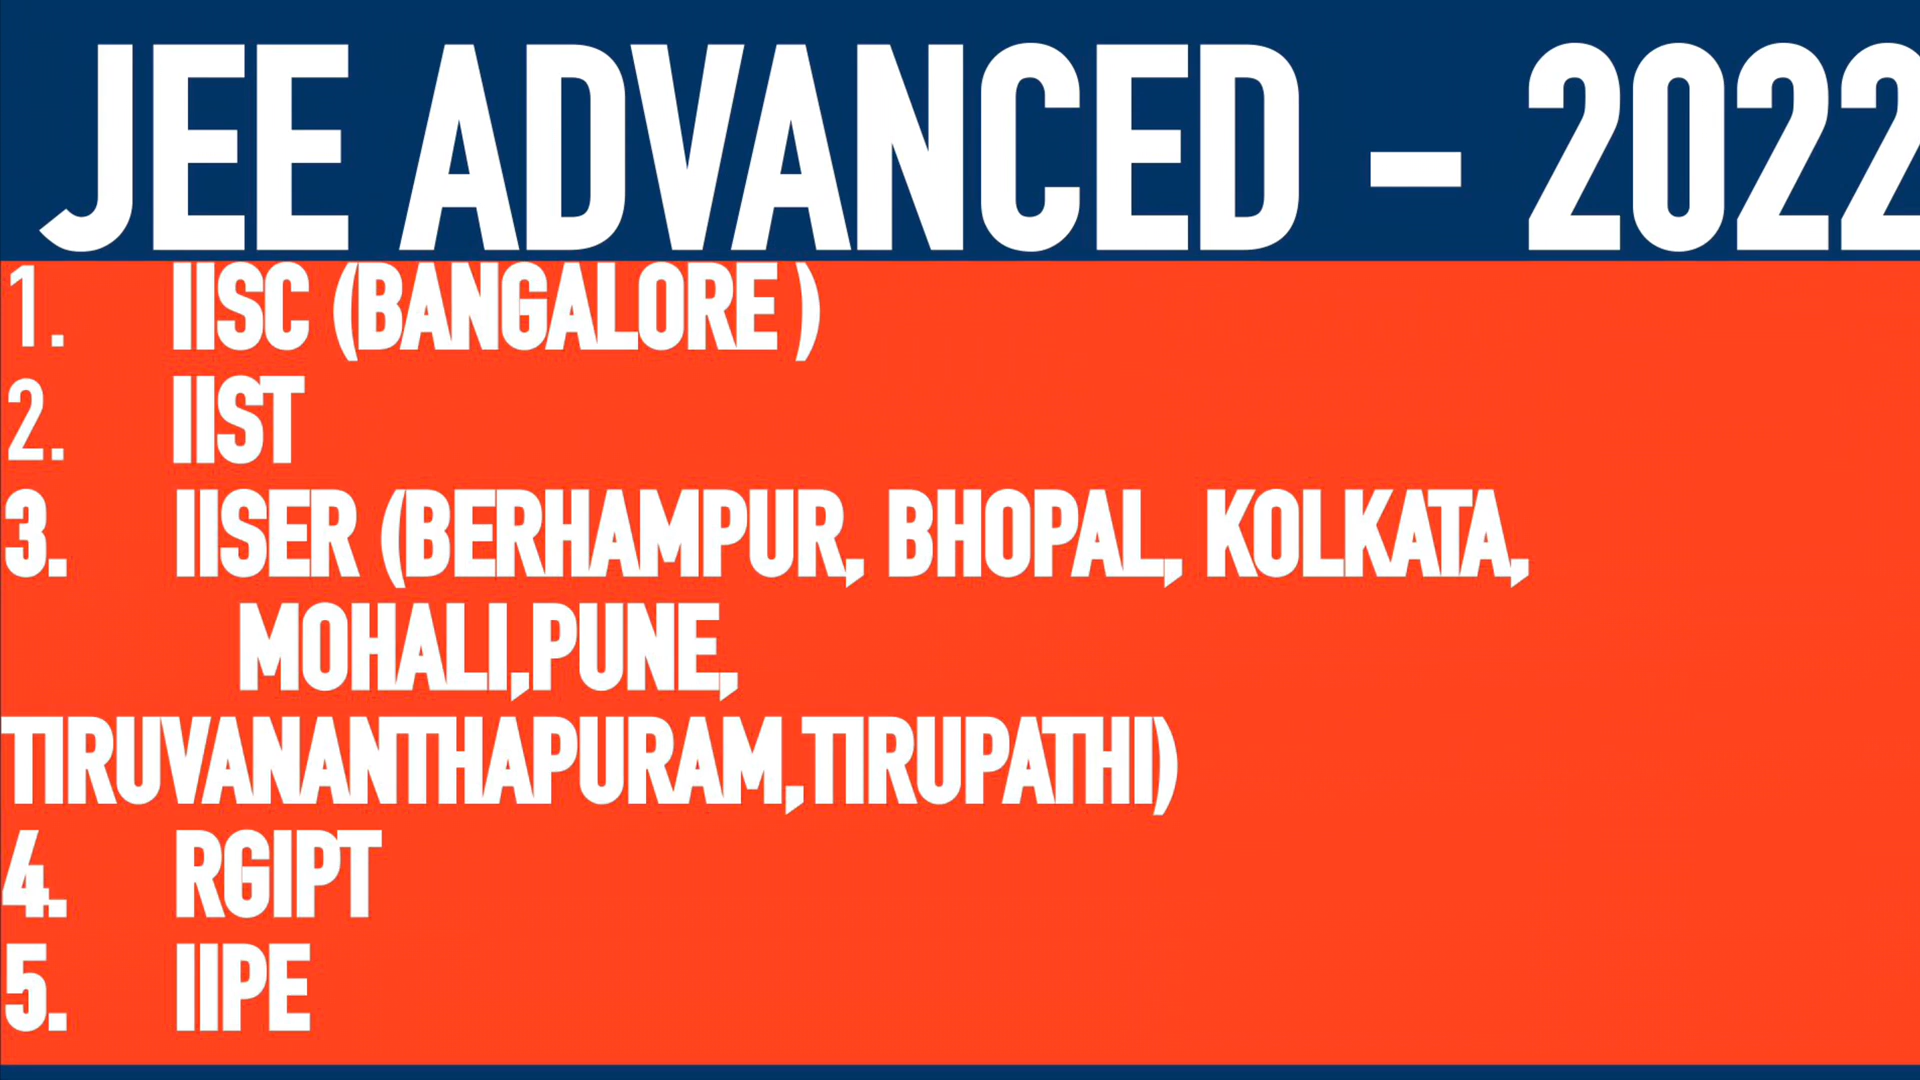 JEE ADVANCED - 2022
1. IISC (BANGALORE )
2. IIST
3. IISER (BERHAMPUR, BHOPAL, KOLKATA,
MOHALI,PUNE,
TIRUVANANTHAPURAM,TIRUPATHI)
4. RGIPT
5. IIPE